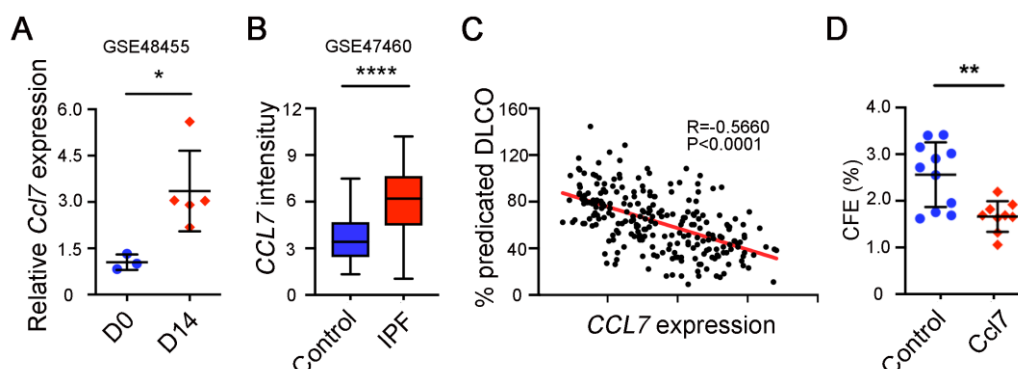 A
GSE48455
*
Relative Ccl7 expression
6.0
4.5
3.0
1.5
0
D0
D14
B
GSE47460
****
CCL7 intensituy
12
9
6
3
0
Control
IPF
C
% predicated DLCO
160
120
80
40
0
R=-0.5660
P<0.0001
CCL7 expression
D
**
CFE (%)
4.0
3.0
2.0
1.0
0
Control
Ccl7